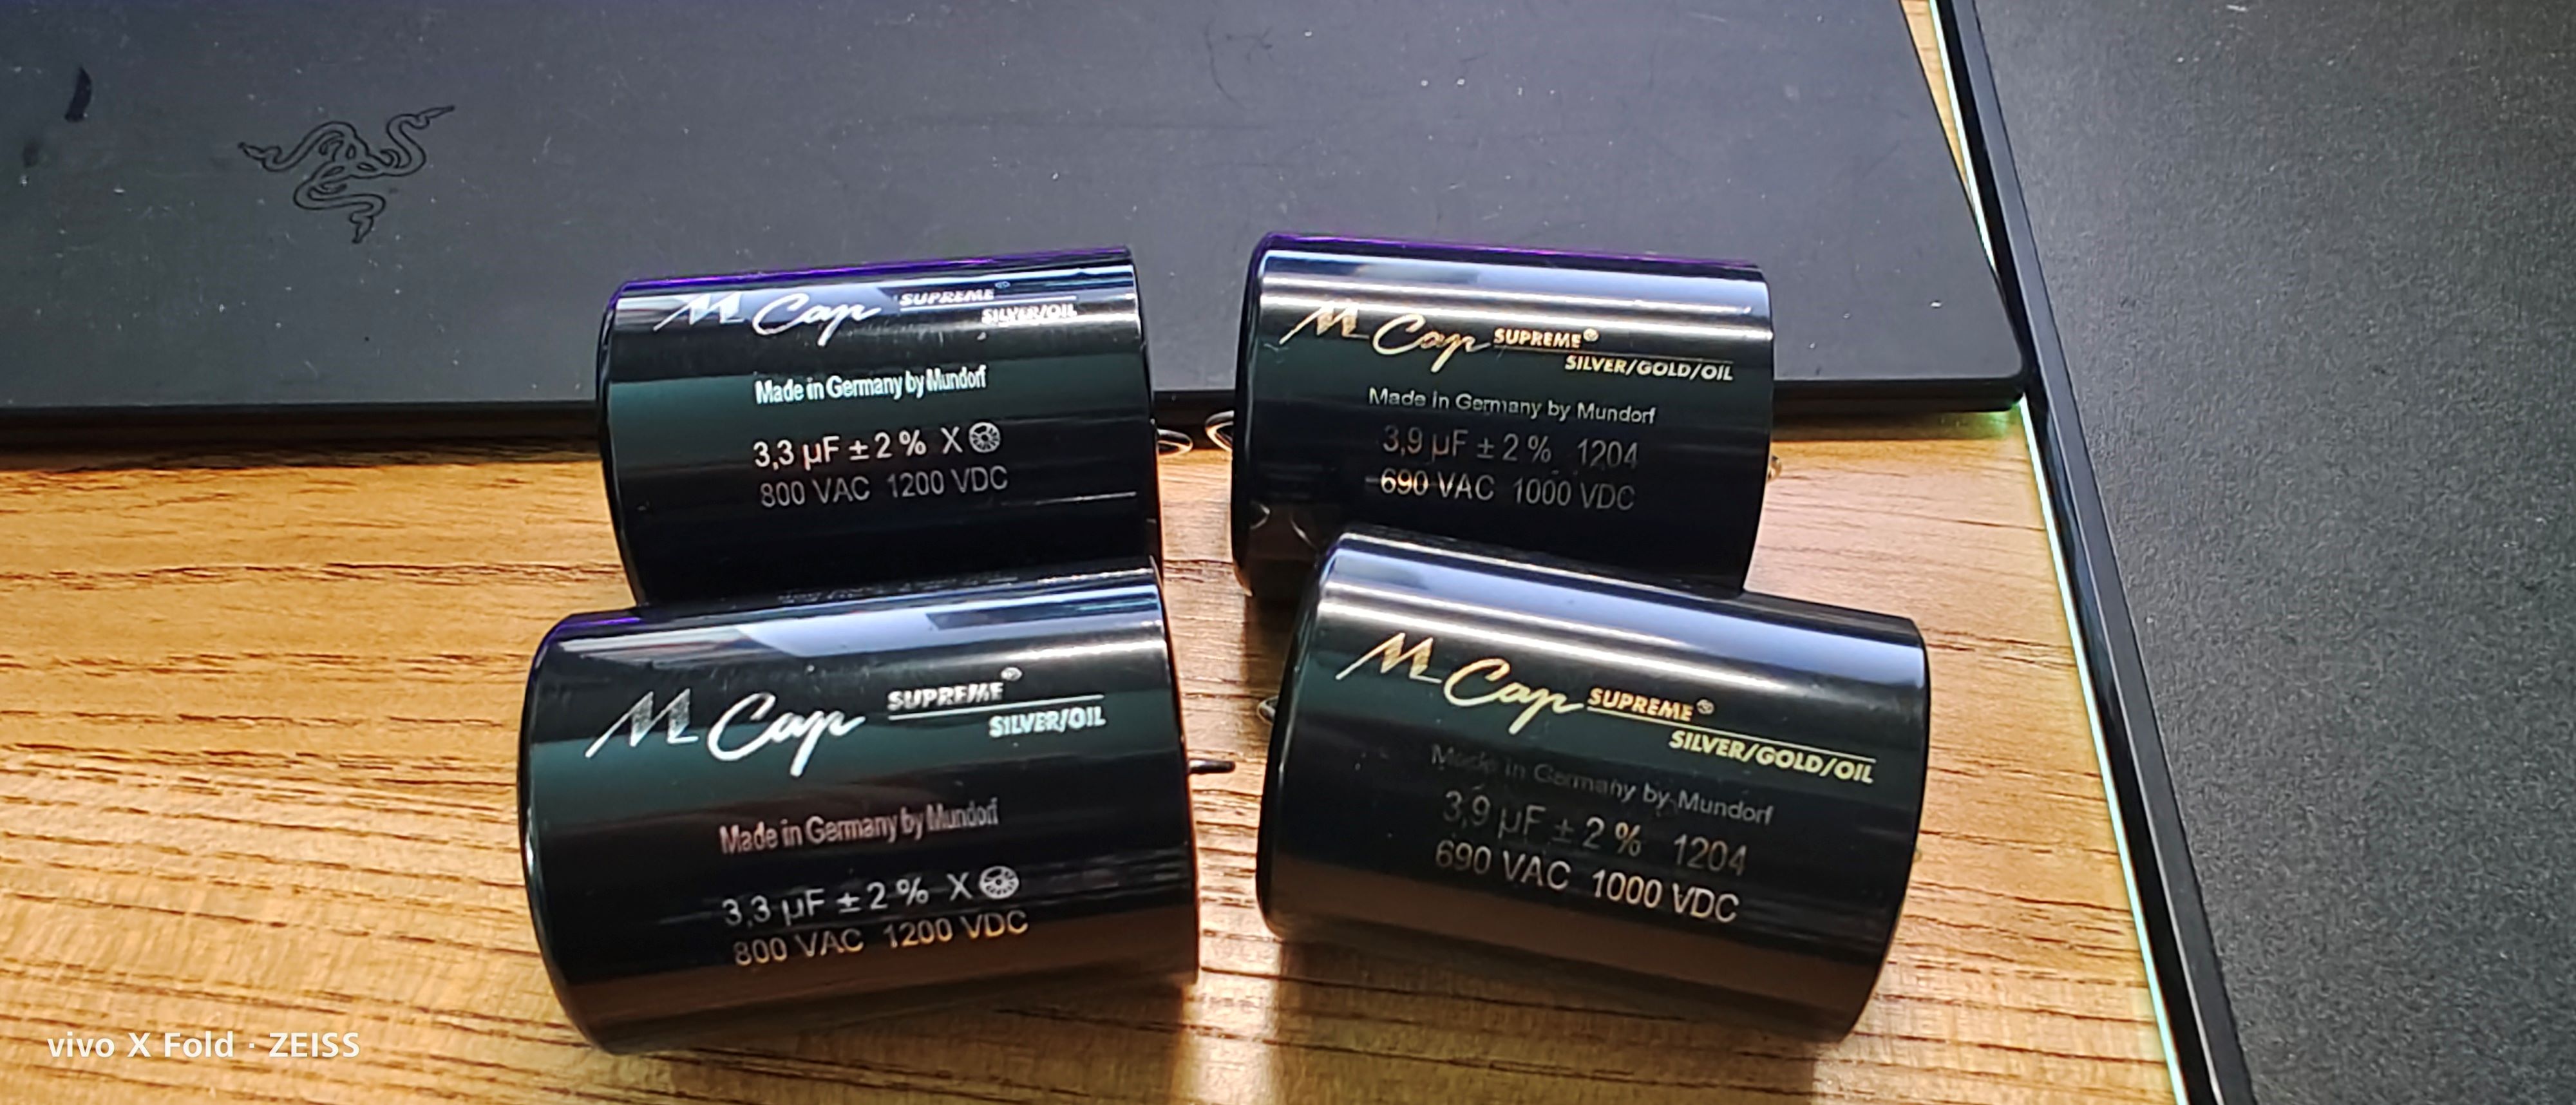 M Cap SUPREME®
SILVER/OIL
Made in Germany by Mundorf
3,3 µF ± 2 % X
800 VAC 1200 VDC
M Cap SUPREME®
SILVER/GOLD/OIL
Made in Germany by Mundorf
3,9 µF ± 2 % 1204
690 VAC 1000 VDC
M Cap SUPREME®
SILVER/OIL
Made in Germany by Mundorf
3,3 µF ± 2 % X
800 VAC 1200 VDC
M Cap SUPREME®
SILVER/GOLD/OIL
Made in Germany by Mundorf
3,9 µF ± 2 % 1204
690 VAC 1000 VDC
vivo X Fold · ZEISS